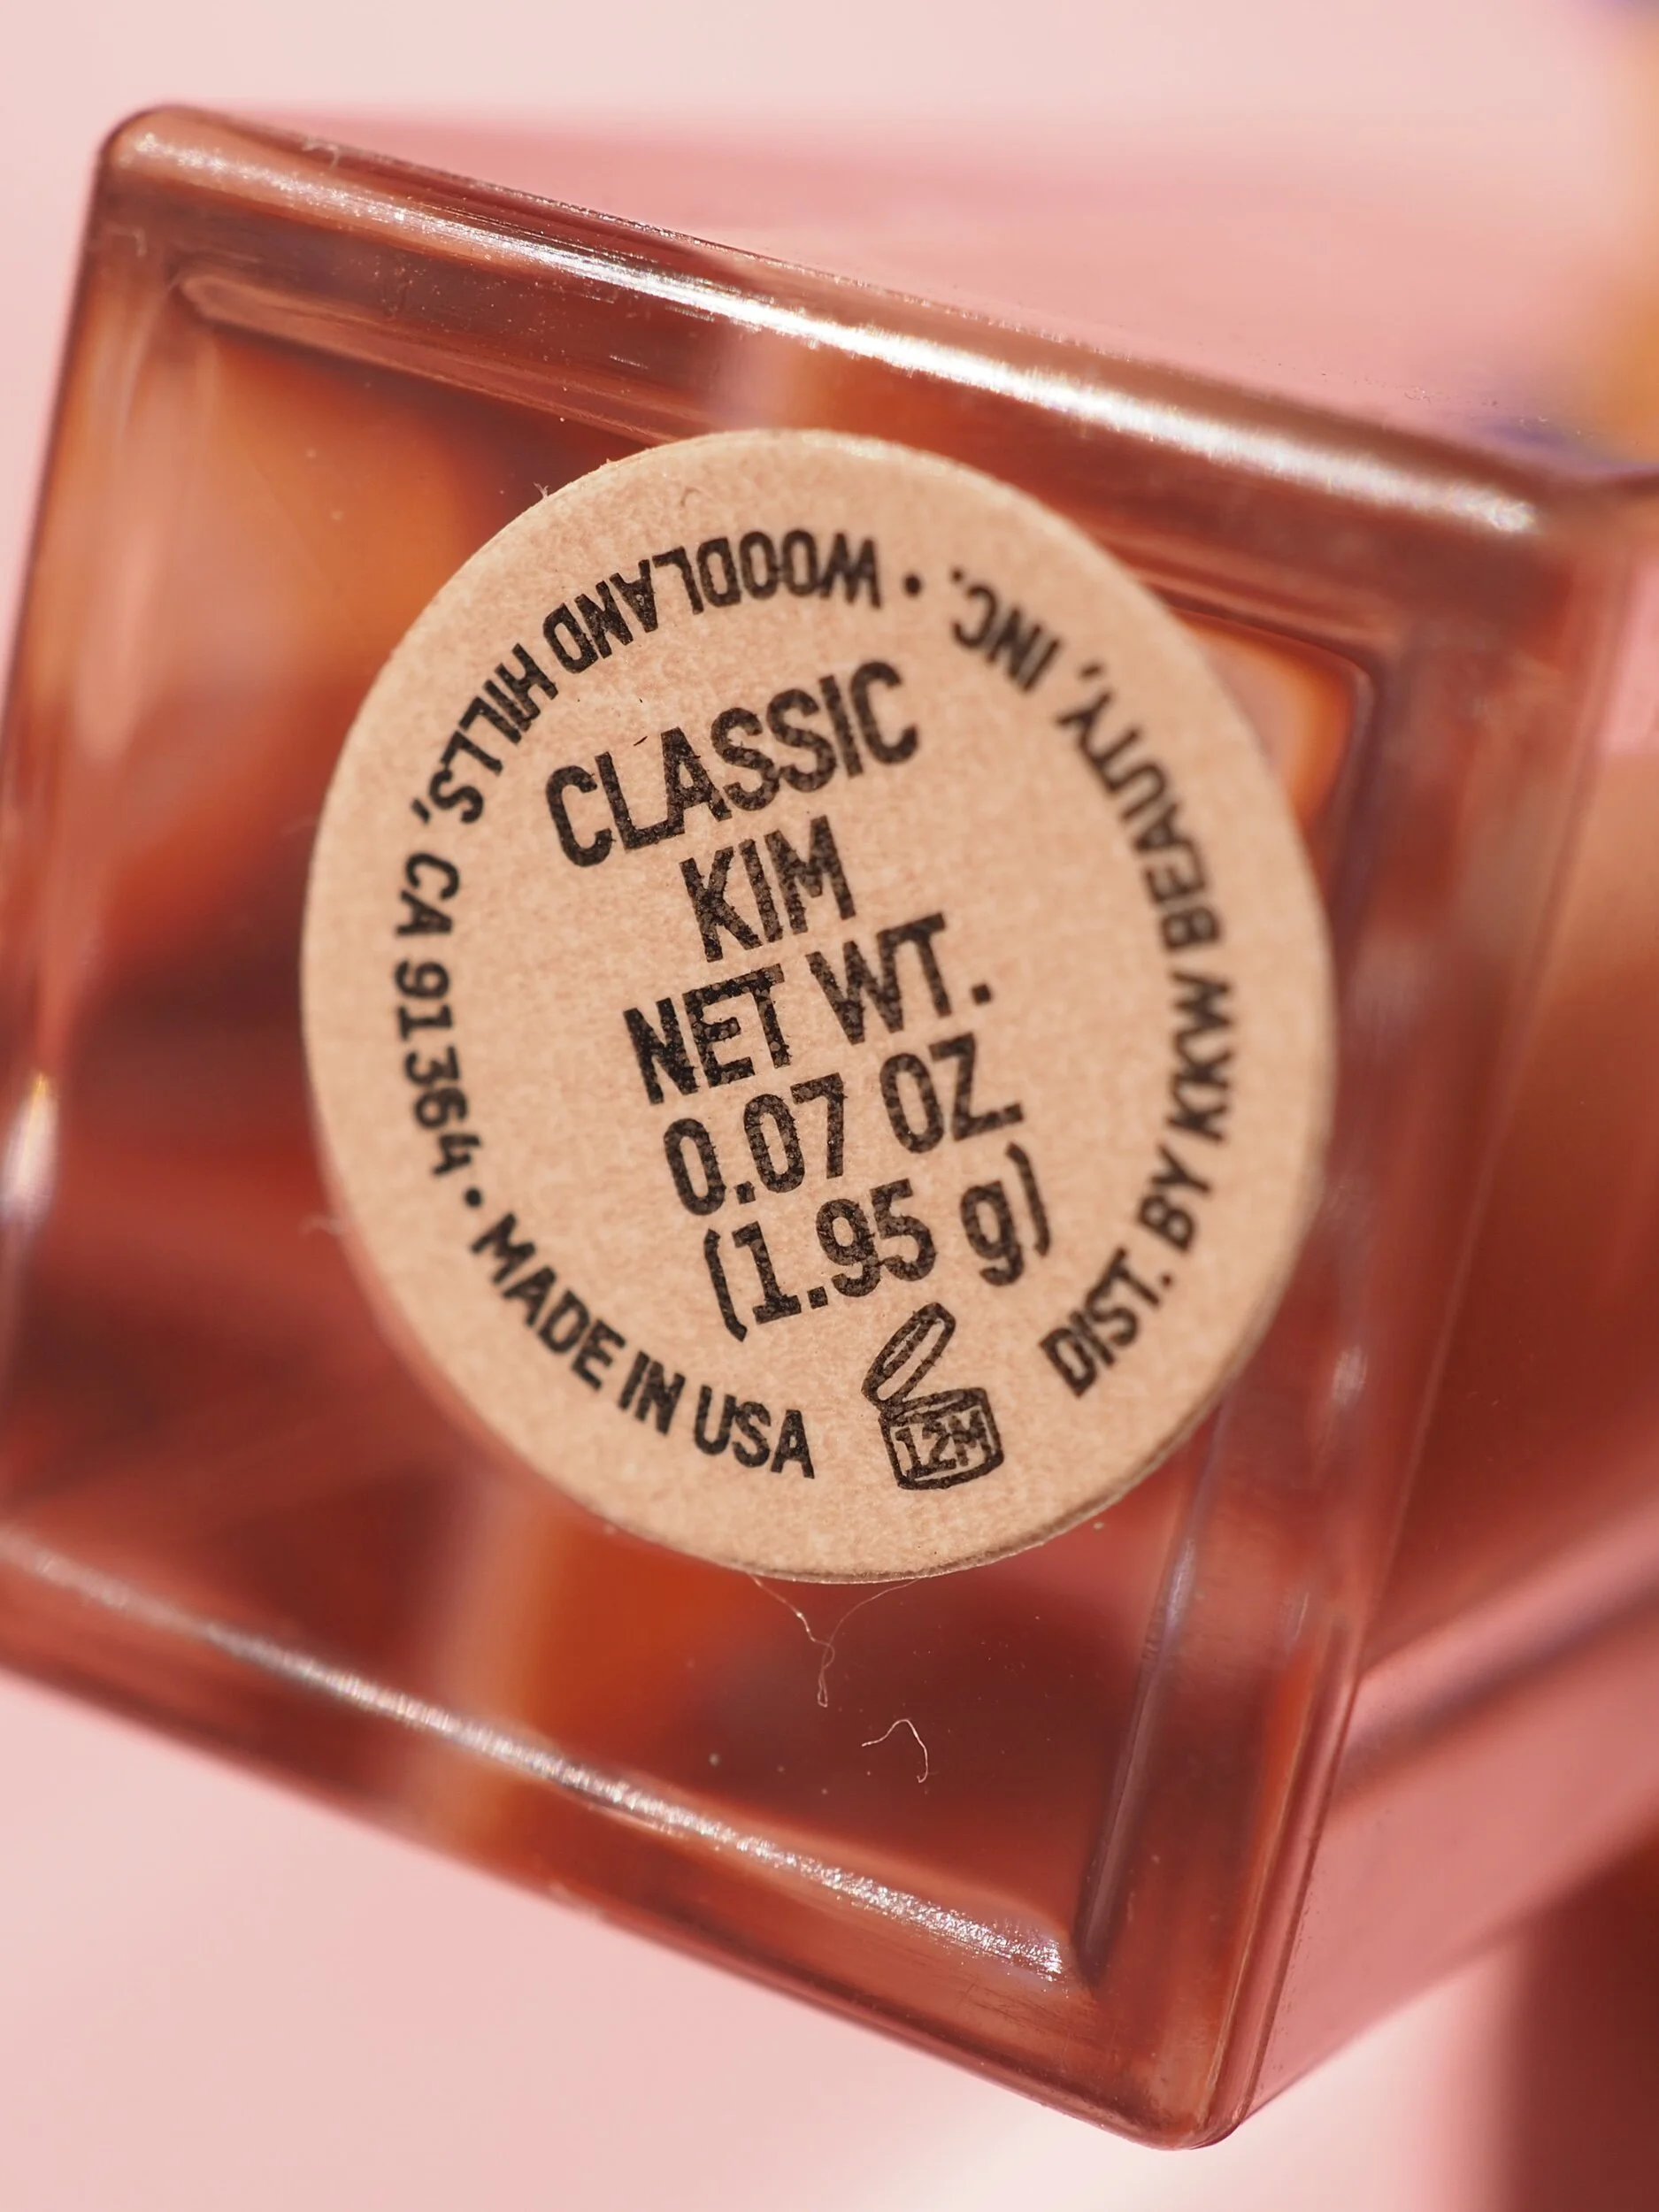 CLASSIC
KIM
NET WT.
0.07 OZ.
(1.95 g)
12M
DIST. BY KKW BEAUTY, INC. • WOODLAND HILLS, CA 91364 • MADE IN USA